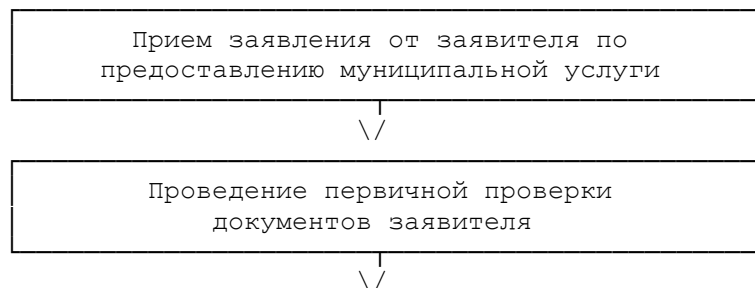 Прием заявления от заявителя по
предоставлению муниципальной услуги
\/
Проведение первичной проверки
документов заявителя
\/